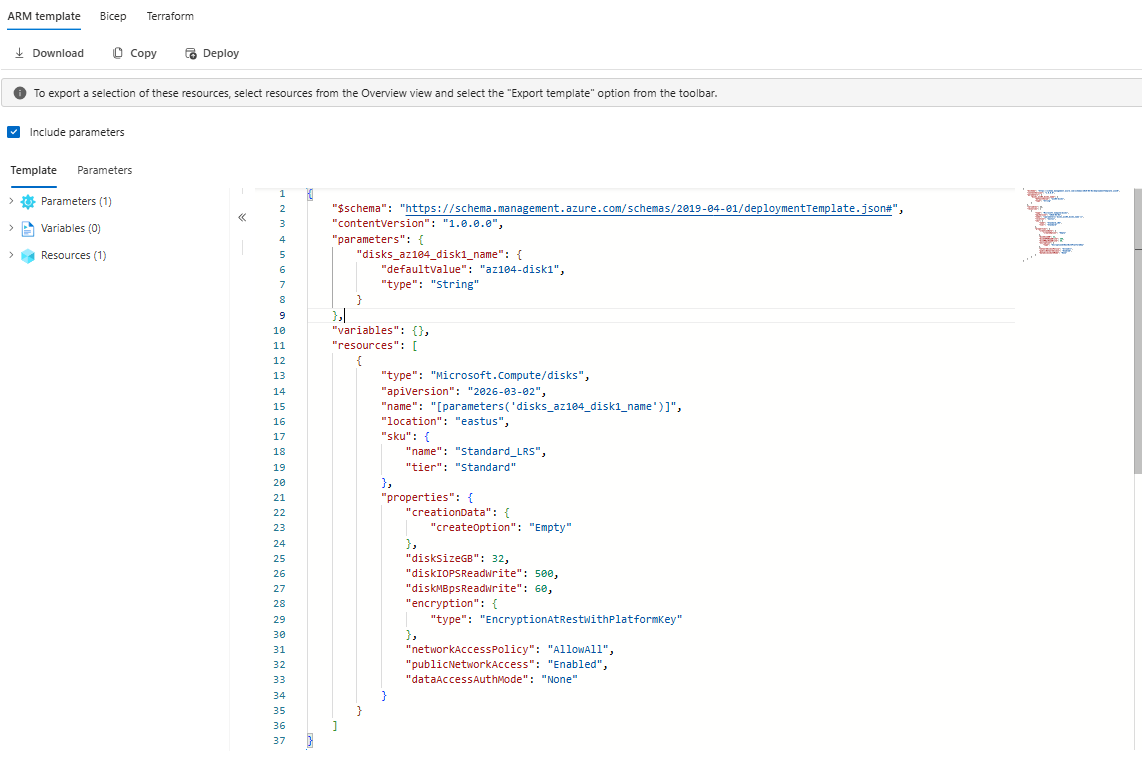 ARM template Bicep Terraform
Download Copy Deploy
To export a selection of these resources, select resources from the Overview view and select the "Export template" option from the toolbar.
Include parameters
Template Parameters
Parameters (1)
Variables (0)
Resources (1)
1 {
2 "$schema": "https://schema.management.azure.com/schemas/2019-04-01/deploymentTemplate.json#",
3 "contentVersion": "1.0.0.0",
4 "parameters": {
5 "disks_az104_disk1_name": {
6 "defaultValue": "az104-disk1",
7 "type": "String"
8 }
9 },
10 "variables": {},
11 "resources": [
12 {
13 "type": "Microsoft.Compute/disks",
14 "apiVersion": "2026-03-02",
15 "name": "[parameters('disks_az104_disk1_name')]",
16 "location": "eastus",
17 "sku": {
18 "name": "Standard_LRS",
19 "tier": "Standard"
20 },
21 "properties": {
22 "creationData": {
23 "createOption": "Empty"
24 },
25 "diskSizeGB": 32,
26 "diskIOPSReadWrite": 500,
27 "diskMBpsReadWrite": 60,
28 "encryption": {
29 "type": "EncryptionAtRestWithPlatformKey"
30 },
31 "networkAccessPolicy": "AllowAll",
32 "publicNetworkAccess": "Enabled",
33 "dataAccessAuthMode": "None"
34 }
35 }
36 ]
37 }